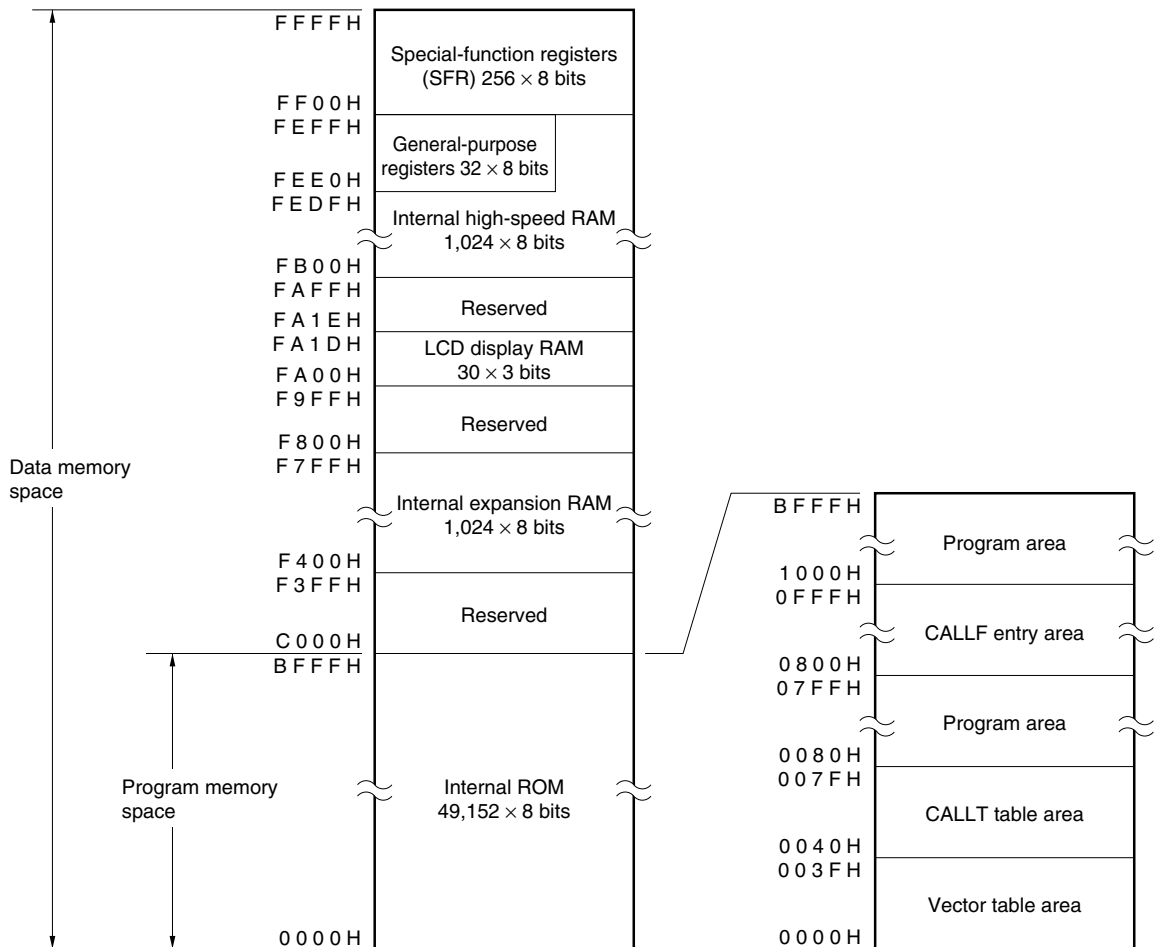 FFFFH
Special-function registers
(SFR) 256 × 8 bits
FF00H
FEFFH
General-purpose
registers 32 × 8 bits
FEE0H
FEDFH
Internal high-speed RAM
1,024 × 8 bits
FB00H
FAFFH
Reserved
FA1EH
FA1DH
LCD display RAM
30 × 3 bits
FA00H
F9FFH
Reserved
F800H
F7FFH
Data memory
space
Internal expansion RAM
1,024 × 8 bits
F400H
F3FFH
Reserved
C000H
BFFFH
Program memory
space
Internal ROM
49,152 × 8 bits
0000H
BFFFH
Program area
1000H
0FFFH
CALLF entry area
0800H
07FFH
Program area
0080H
007FH
CALLT table area
0040H
003FH
Vector table area
0000H